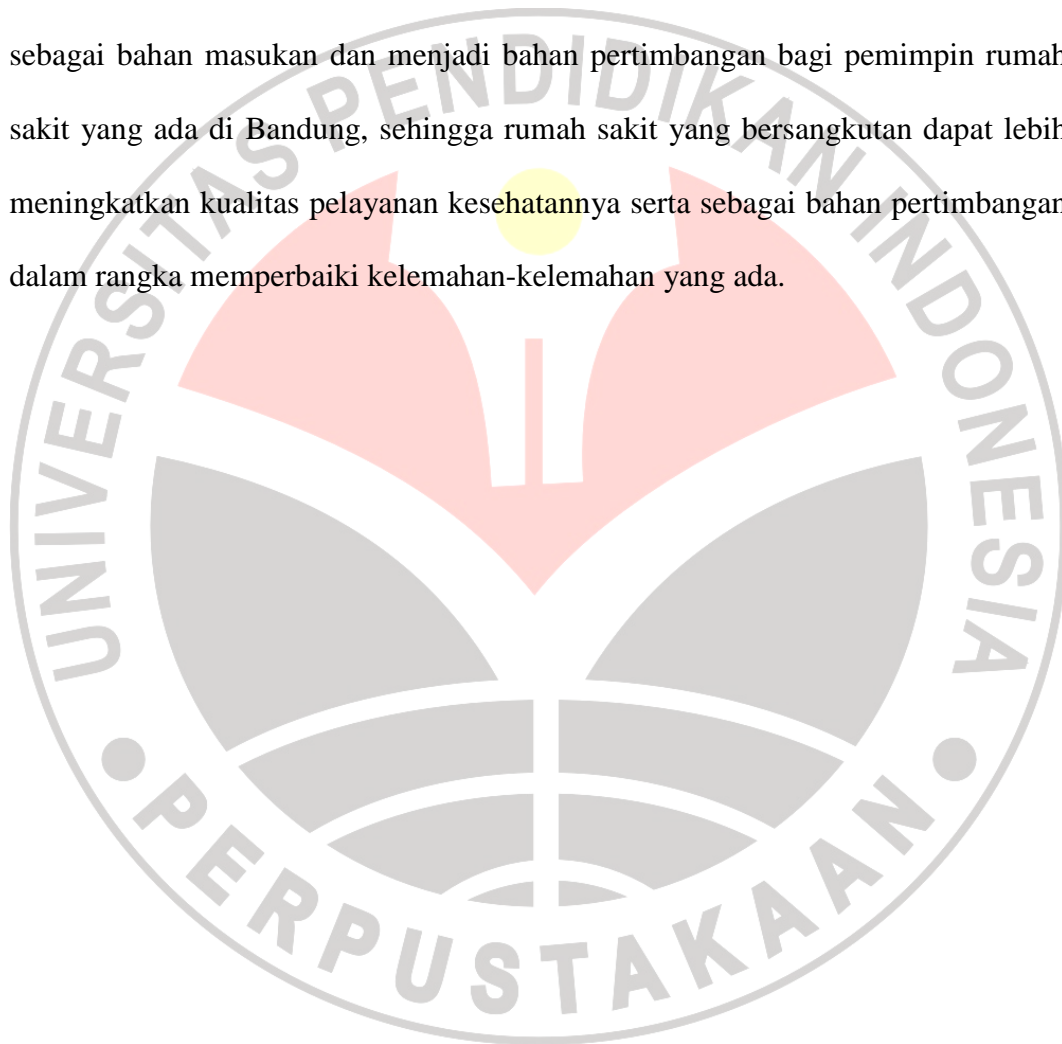 sebagai bahan masukan dan menjadi bahan pertimbangan bagi pemimpin rumah
sakit yang ada di Bandung, sehingga rumah sakit yang bersangkutan dapat lebih
meningkatkan kualitas pelayanan kesehatannya serta sebagai bahan pertimbangan
dalam rangka memperbaiki kelemahan-kelemahan yang ada.
UNIVERSITAS PENDIDIKAN INDONESIA
PERPUSTAKAAN